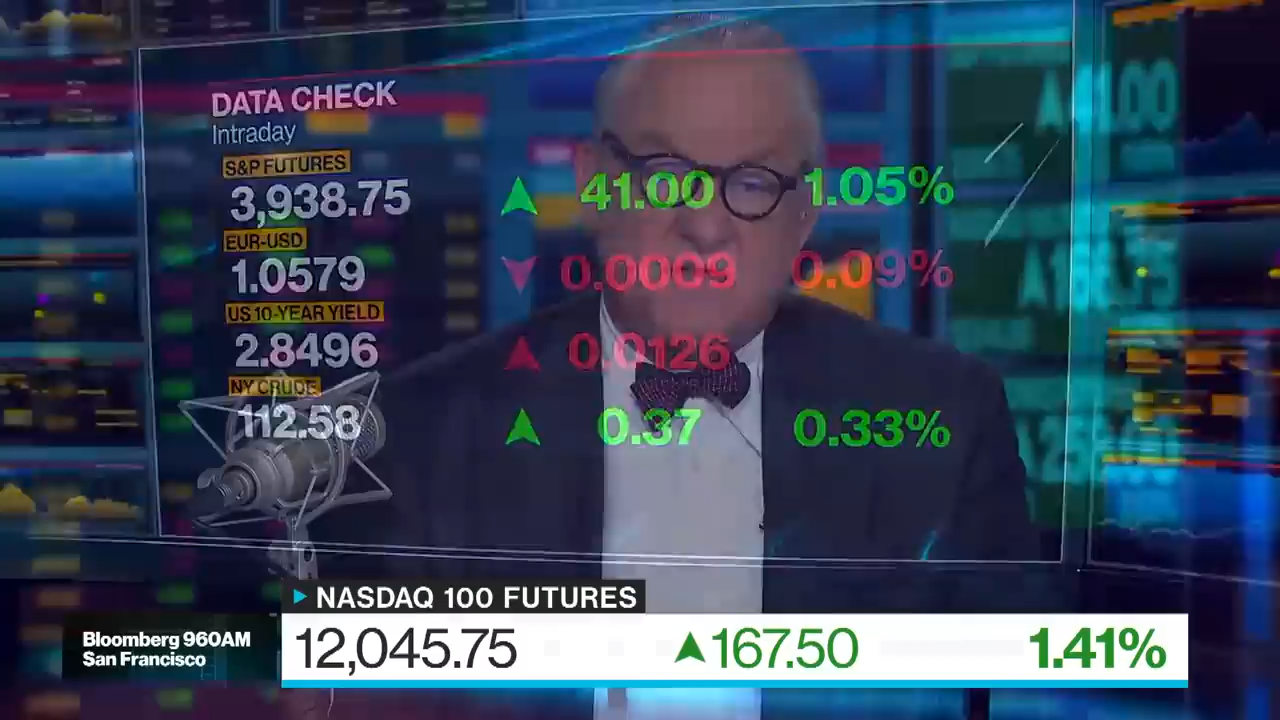 DATA CHECK
Intraday
S&P FUTURES
3,938.75 ▲ 41.00 1.05%
EUR-USD
1.0579 ▼ 0.0009 0.09%
US 10-YEAR YIELD
2.8496 ▲ 0.0126
NY CRUDE
112.58 ▲ 0.37 0.33%
NASDAQ 100 FUTURES
Bloomberg 960AM
San Francisco
12,045.75 ▲167.50 1.41%